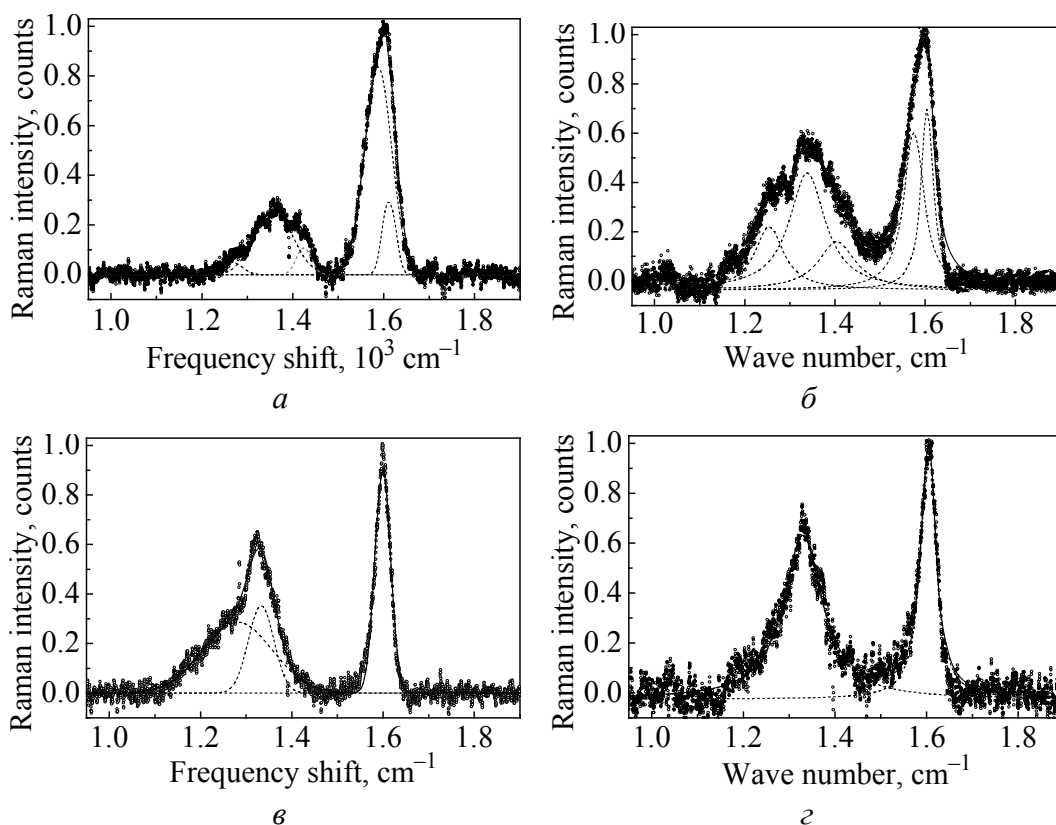 Raman intensity, counts
1.0
0.8
0.6
0.4
0.2
0.0
1.0 1.2 1.4 1.6 1.8
Frequency shift, 10³ cm⁻¹
а
Raman intensity, counts
1.0
0.8
0.6
0.4
0.2
0.0
1.0 1.2 1.4 1.6 1.8
Wave number, cm⁻¹
б
Raman intensity, counts
1.0
0.8
0.6
0.4
0.2
0.0
1.0 1.2 1.4 1.6 1.8
Frequency shift, cm⁻¹
в
Raman intensity, counts
1.0
0.8
0.6
0.4
0.2
0.0
1.0 1.2 1.4 1.6 1.8
Wave number, cm⁻¹
г